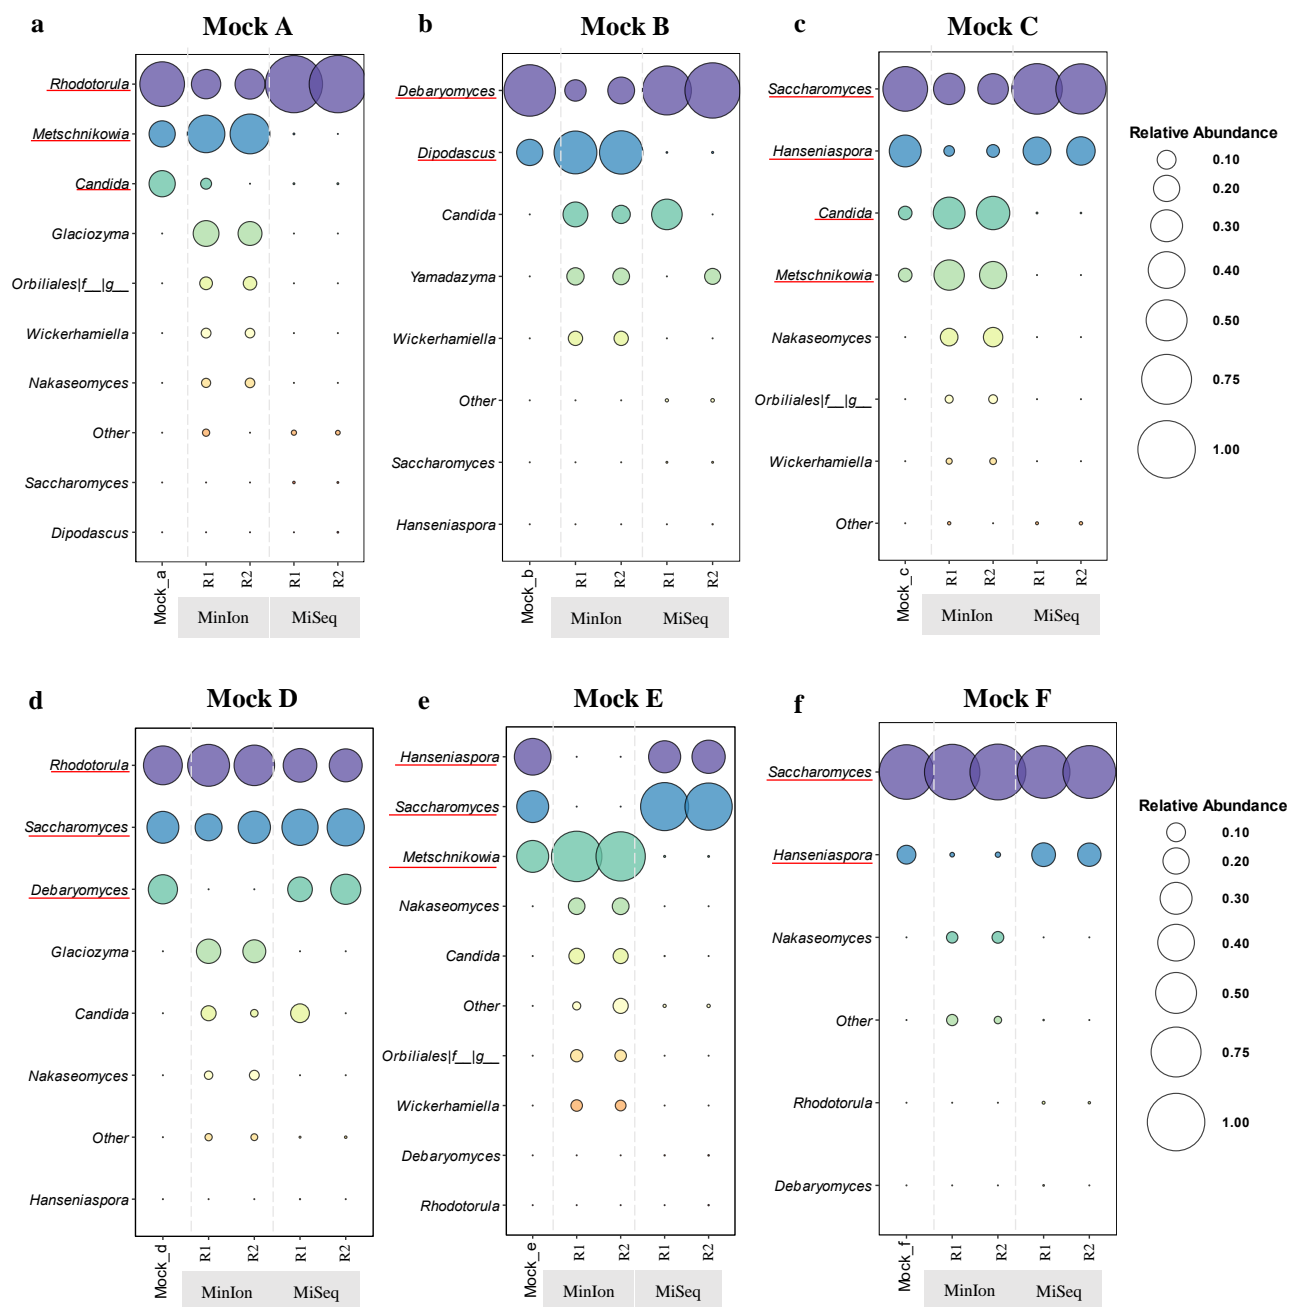 a
Mock A
Rhodotorula
Metschnikowia
Candida
Glaciozyma
Orbiliales|f__|g__
Wickerhamiella
Nakaseomyces
Other
Saccharomyces
Dipodascus
Mock_a
R1
R2
R1
R2
MinIon
MiSeq
b
Mock B
Debaryomyces
Dipodascus
Candida
Yamadazyma
Wickerhamiella
Other
Saccharomyces
Hanseniaspora
Mock_b
R1
R2
R1
R2
MinIon
MiSeq
c
Mock C
Saccharomyces
Hanseniaspora
Candida
Metschnikowia
Nakaseomyces
Orbiliales|f__|g__
Wickerhamiella
Other
Mock_c
R1
R2
R1
R2
MinIon
MiSeq
Relative Abundance
0.10
0.20
0.30
0.40
0.50
0.75
1.00
d
Mock D
Rhodotorula
Saccharomyces
Debaryomyces
Glaciozyma
Candida
Nakaseomyces
Other
Hanseniaspora
Mock_d
R1
R2
R1
R2
MinIon
MiSeq
e
Mock E
Hanseniaspora
Saccharomyces
Metschnikowia
Nakaseomyces
Candida
Other
Orbiliales|f__|g__
Wickerhamiella
Debaryomyces
Rhodotorula
Mock_e
R1
R2
R1
R2
MinIon
MiSeq
f
Mock F
Saccharomyces
Hanseniaspora
Nakaseomyces
Other
Rhodotorula
Debaryomyces
Mock_f
R1
R2
R1
R2
MinIon
MiSeq
Relative Abundance
0.10
0.20
0.30
0.40
0.50
0.75
1.00